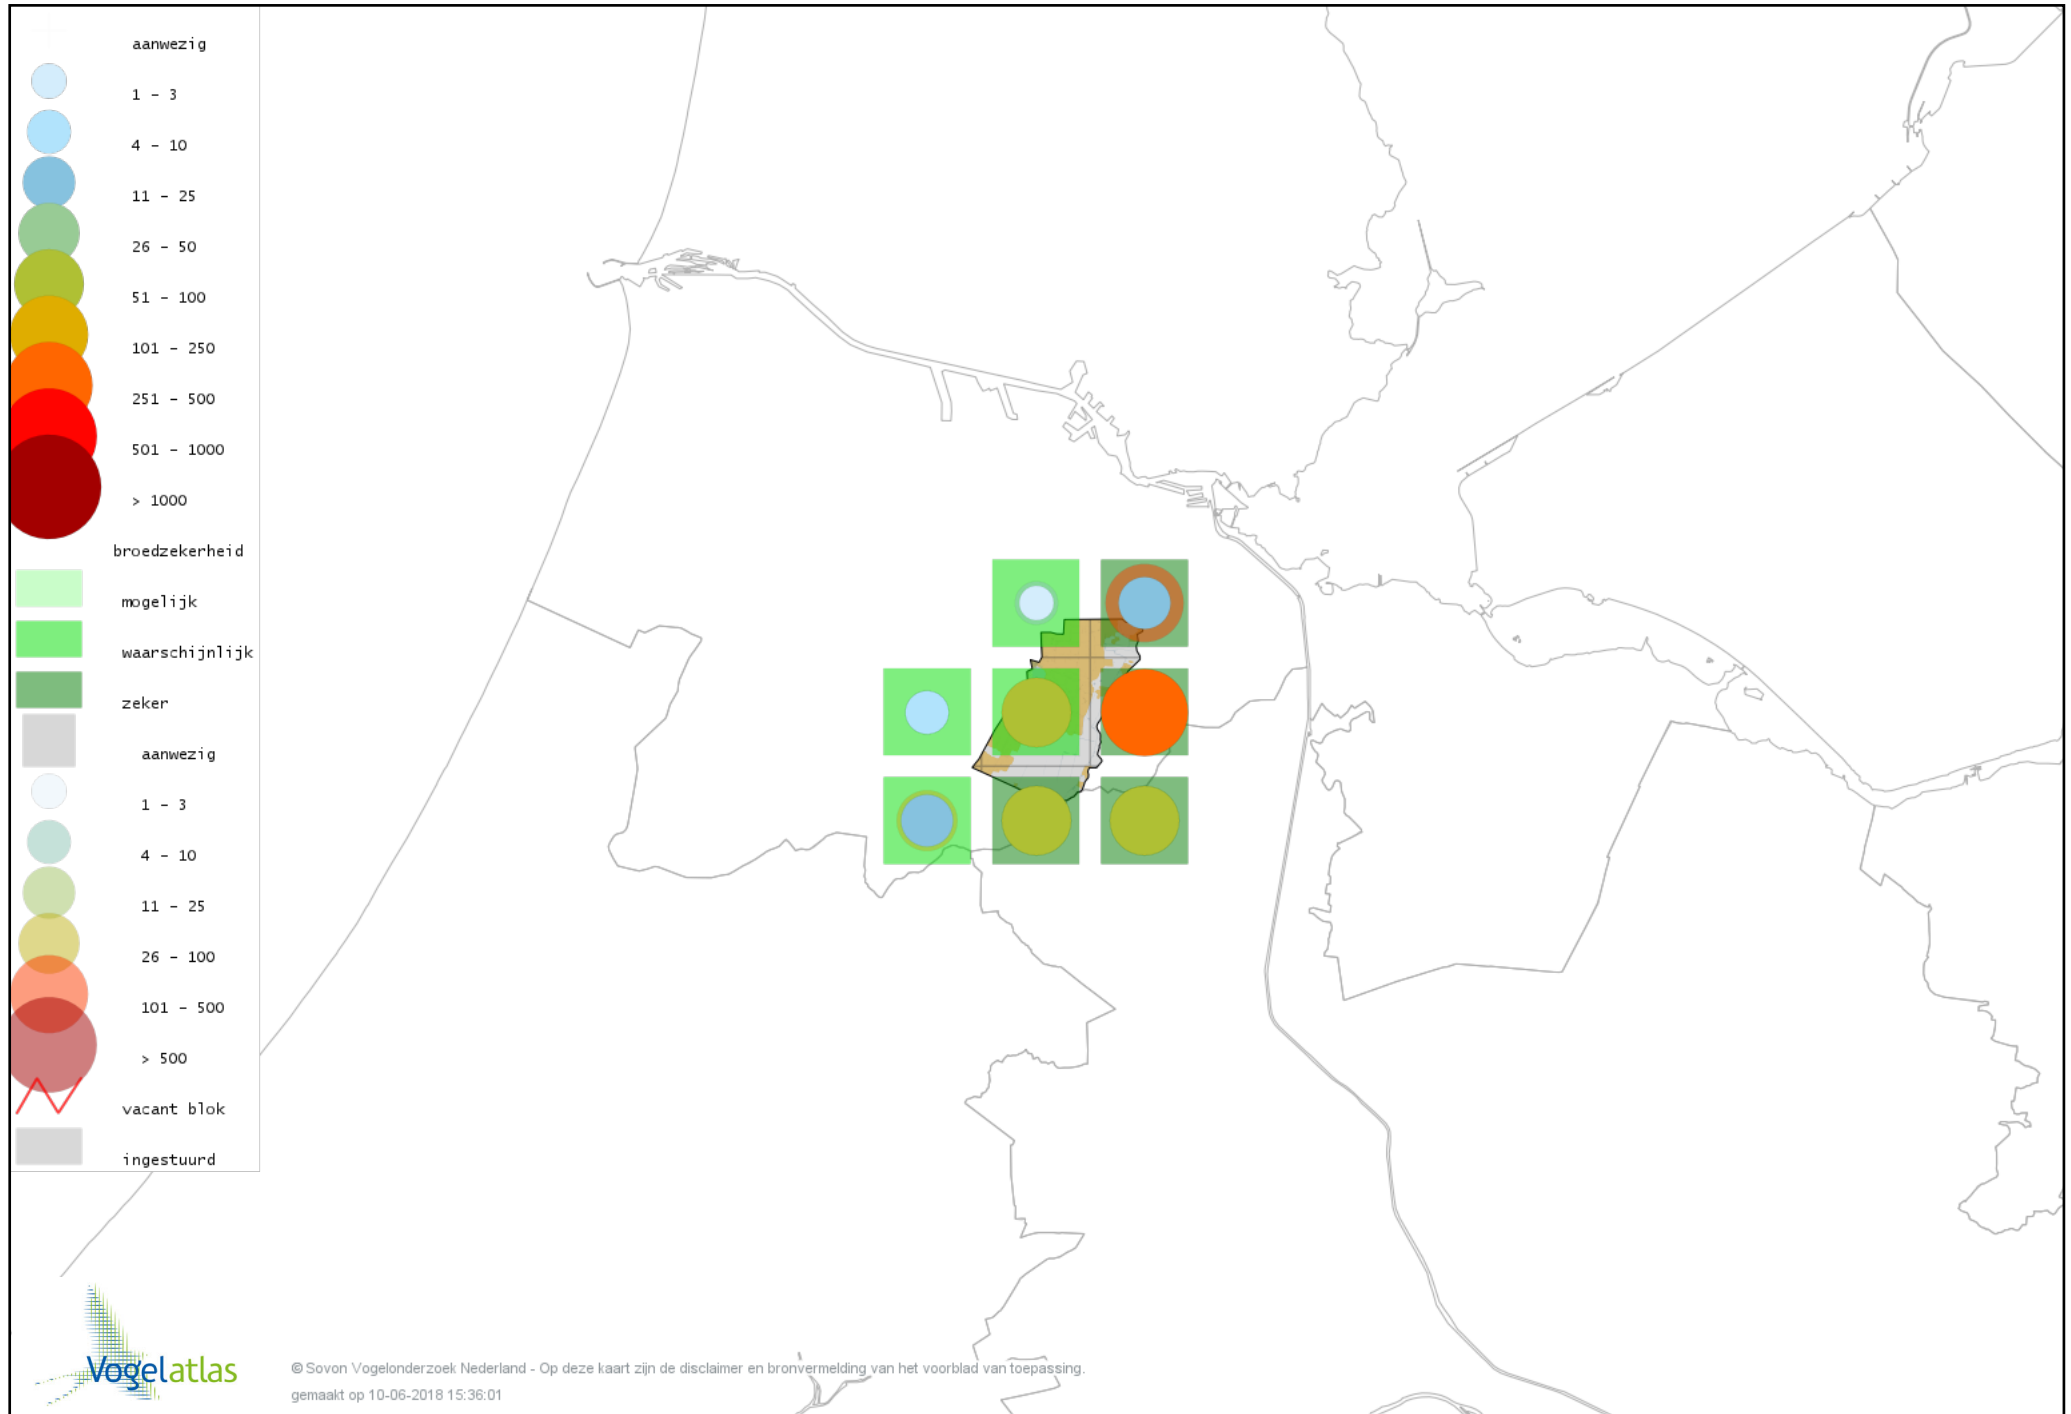 aanwezig
1 - 3
4 - 10
11 - 25
26 - 50
51 - 100
101 - 250
251 - 500
501 - 1000
> 1000
broedzekerheid
mogelijk
waarschijnlijk
zeker
aanwezig
1 - 3
4 - 10
11 - 25
26 - 100
101 - 500
> 500
vacant blok
ingestuurd
Vogelatlas
© Sovon Vogelonderzoek Nederland - Op deze kaart zijn de disclaimer en bronvermelding van het voorblad van toepassing.
gemaakt op 10-06-2018 15:36:01